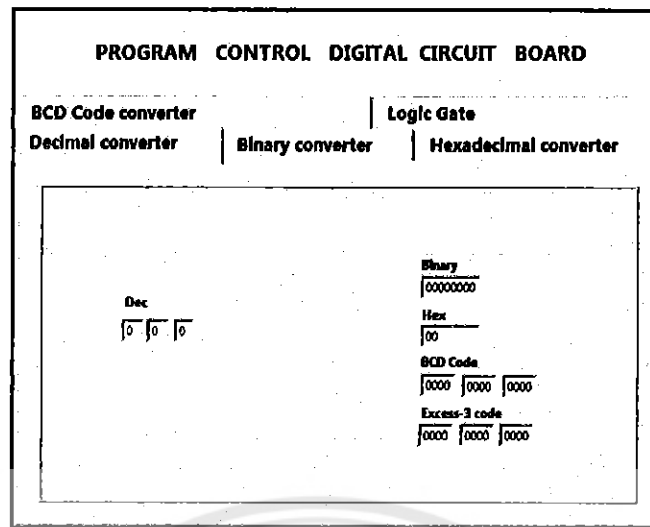 PROGRAM CONTROL DIGITAL CIRCUIT BOARD
BCD Code converter Logic Gate
Decimal converter Binary converter Hexadecimal converter
Binary
00000000
Dec
0 0 0
Hex
00
BCD Code
0000 0000 0000
Excess-3 code
0000 0000 0000